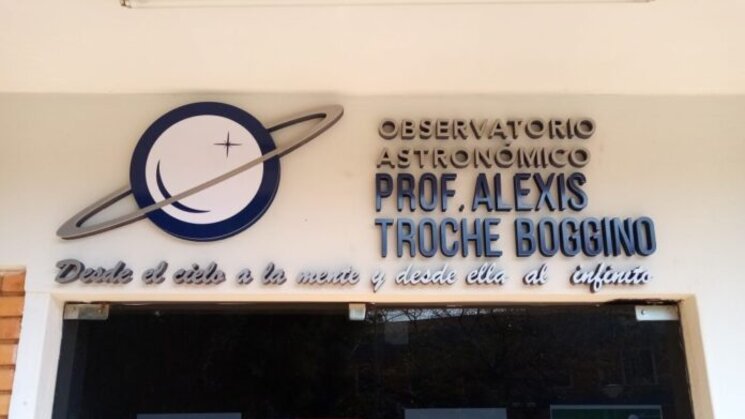 OBSERVATORIO
ASTRONÓMICO
PROF. ALEXIS
TROCHE BOGGINO
Desde el cielo a la mente y desde ella al infinito